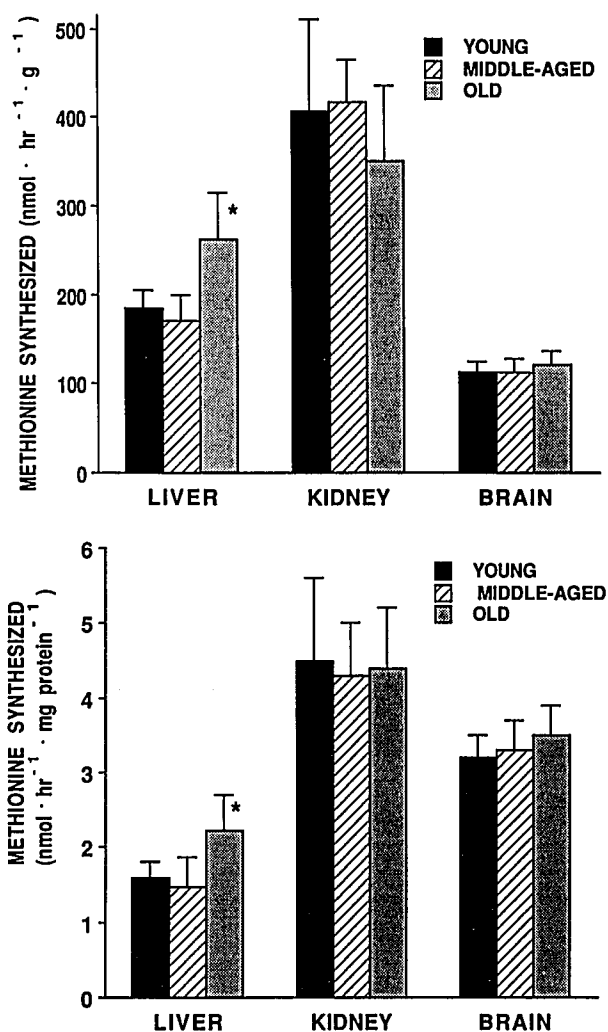 METHIONINE SYNTHESIZED (nmol · hr⁻¹ · g⁻¹)
500
400
300
200
100
0
YOUNG
MIDDLE-AGED
OLD
*
LIVER KIDNEY BRAIN
METHIONINE SYNTHESIZED
(nmol · hr⁻¹ · mg protein⁻¹)
6
5
4
3
2
1
0
YOUNG
MIDDLE-AGED
OLD
*
LIVER KIDNEY BRAIN